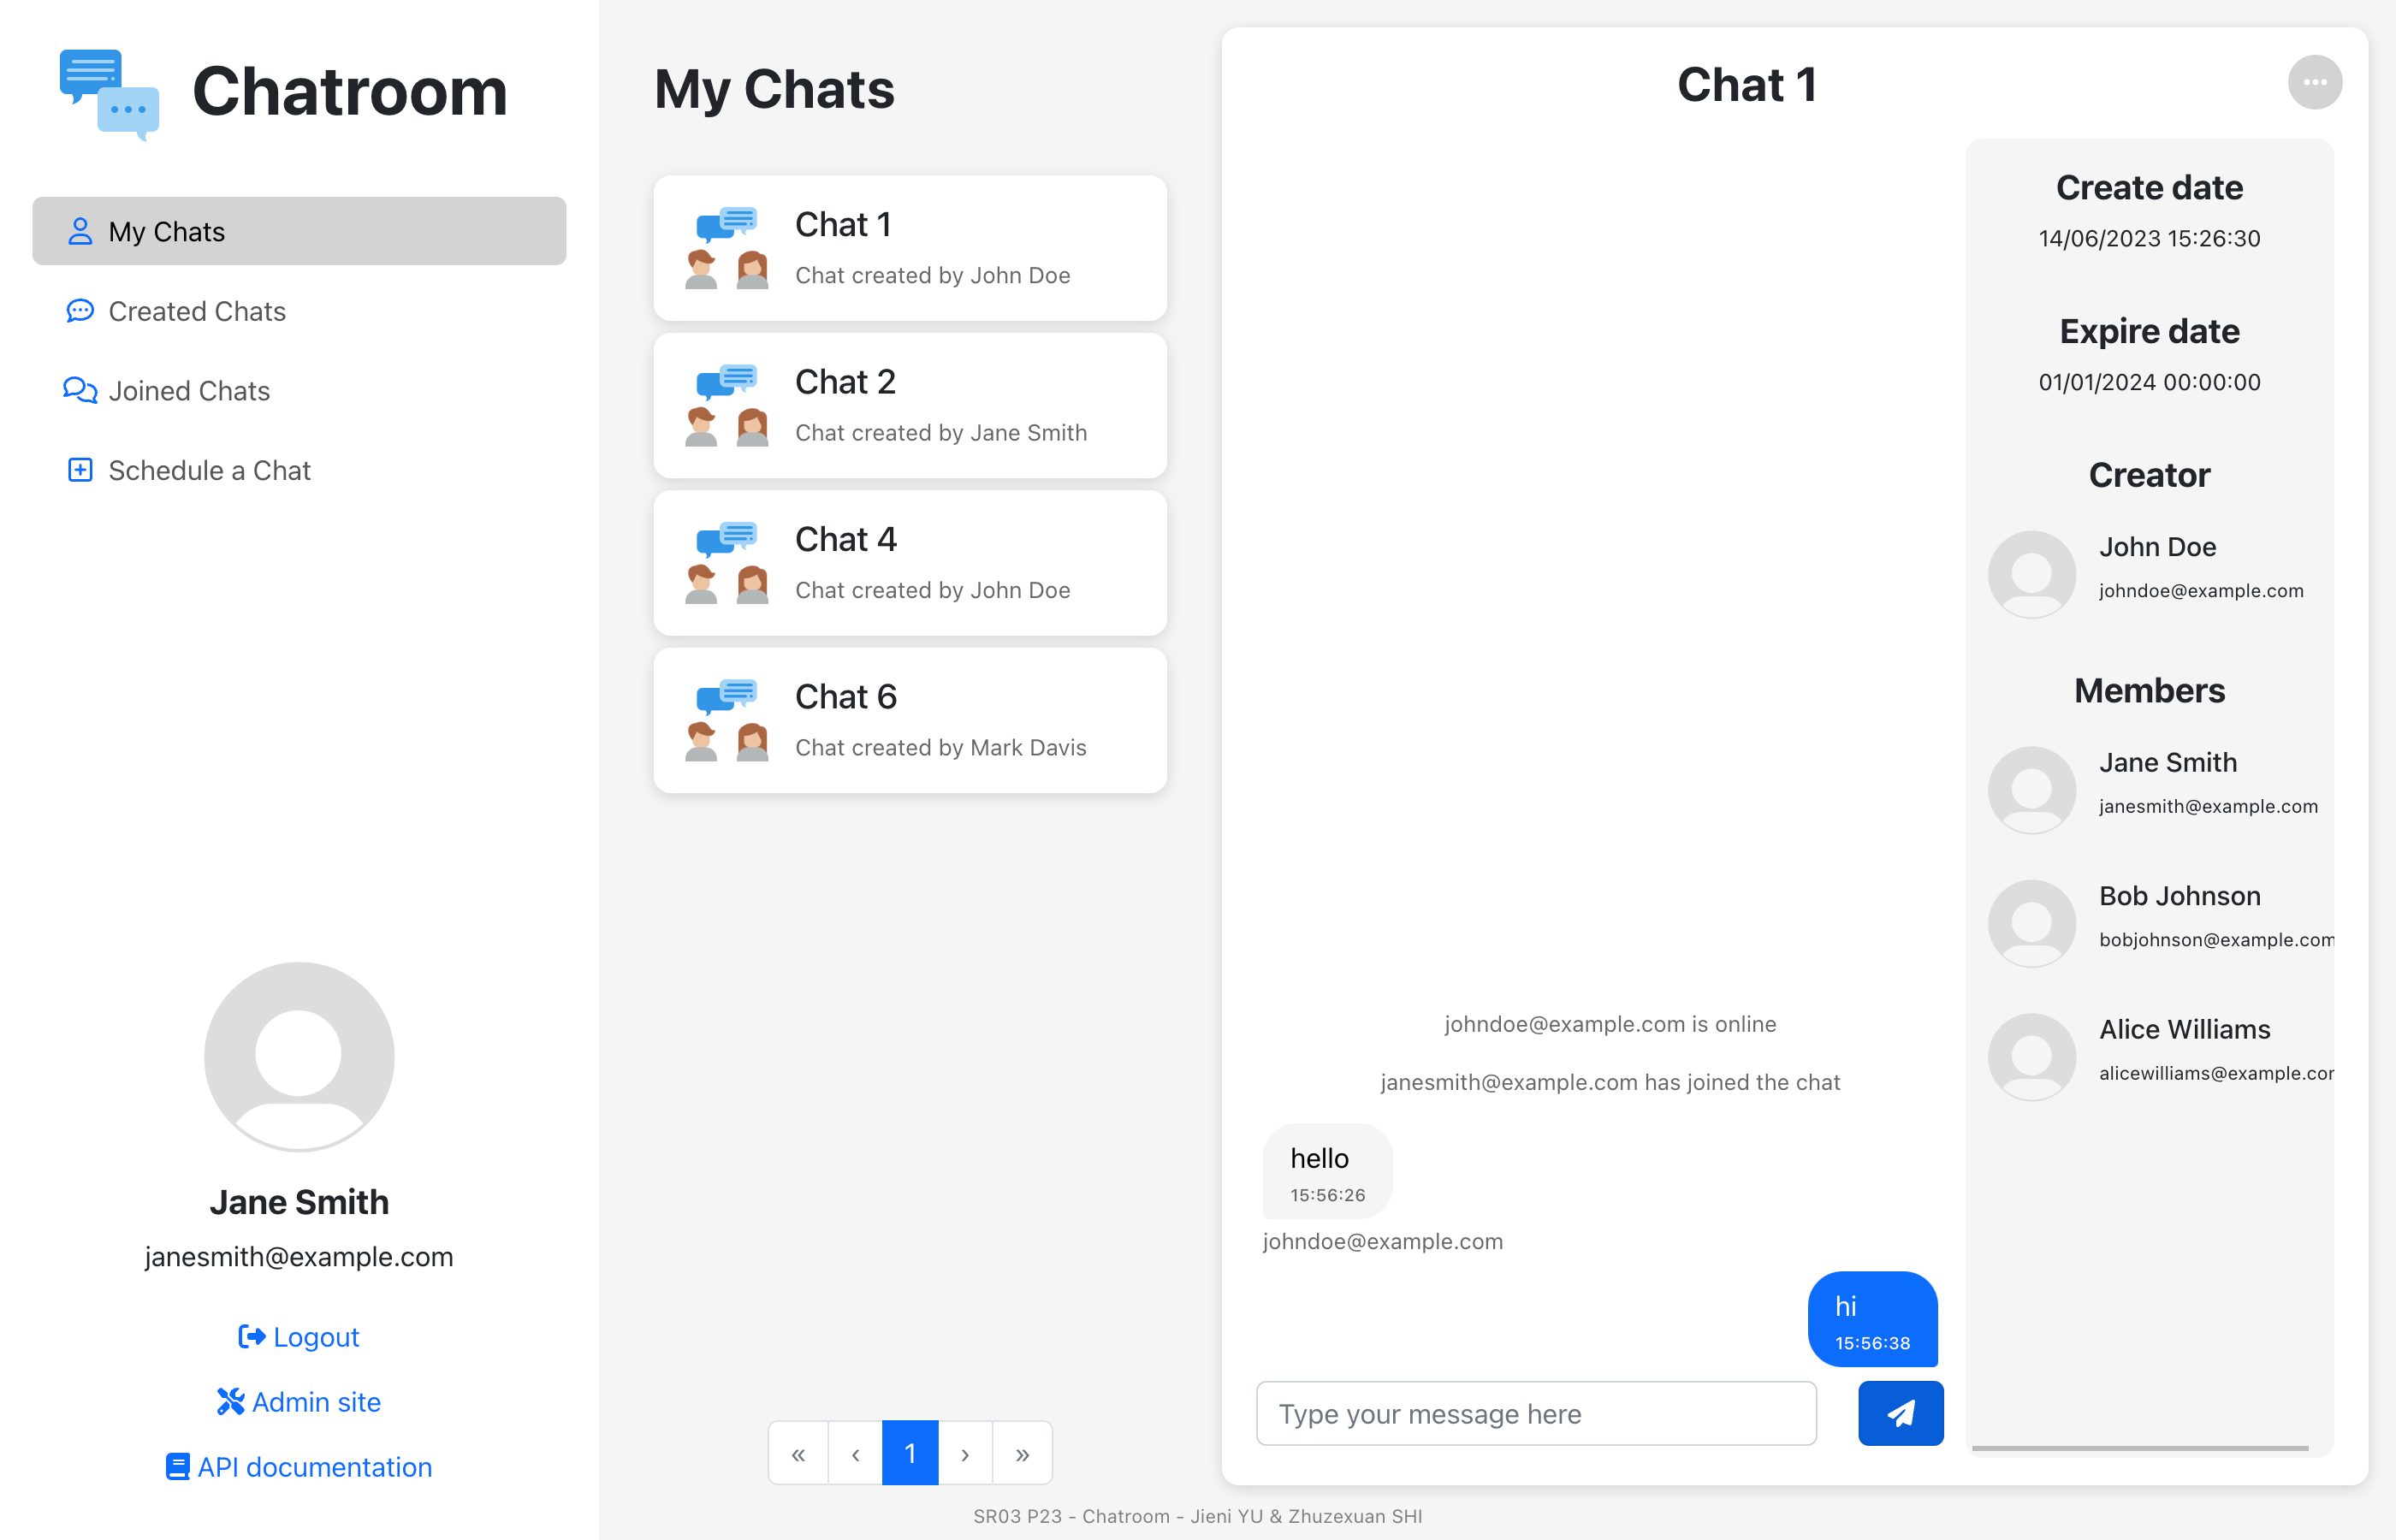 Chatroom
My Chats
Created Chats
Joined Chats
Schedule a Chat
Jane Smith
janesmith@example.com
Logout
Admin site
API documentation
My Chats
Chat 1
Chat created by John Doe
Chat 2
Chat created by Jane Smith
Chat 4
Chat created by John Doe
Chat 6
Chat created by Mark Davis
« ‹ 1 › »
Chat 1
johndoe@example.com is online
janesmith@example.com has joined the chat
hello
15:56:26
johndoe@example.com
hi
15:56:38
Type your message here
Create date
14/06/2023 15:26:30
Expire date
01/01/2024 00:00:00
Creator
John Doe
johndoe@example.com
Members
Jane Smith
janesmith@example.com
Bob Johnson
bobjohnson@example.com
Alice Williams
alicewilliams@example.cor
SR03 P23 - Chatroom - Jieni YU & Zhuzexuan SHI